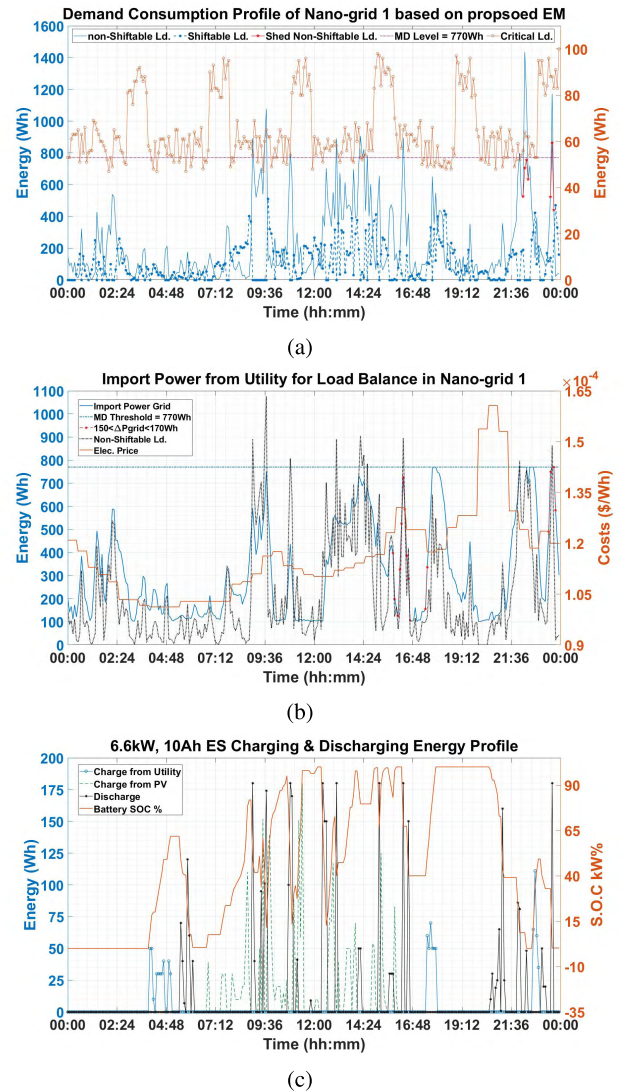 Demand Consumption Profile of Nano-grid 1 based on propsoed EM
non-Shiftable Ld. Shiftable Ld. Shed Non-Shiftable Ld. MD Level = 770Wh Critical Ld.
1600
1400
1200
1000
800
600
400
200
0
Energy (Wh)
100
80
60
40
20
0
Energy (Wh)
00:00 02:24 04:48 07:12 09:36 12:00 14:24 16:48 19:12 21:36 00:00
Time (hh:mm)
(a)
Import Power from Utility for Load Balance in Nano-grid 1
×10⁻⁴
Import Power Grid
MD Threshold = 770Wh
150<ΔPgrid<170Wh
Non-Shiftable Ld.
Elec. Price
1100
1000
900
800
700
600
500
400
300
200
100
0
Energy (Wh)
1.65
1.5
1.35
1.2
1.05
0.9
Costs ($/Wh)
00:00 02:24 04:48 07:12 09:36 12:00 14:24 16:48 19:12 21:36 00:00
Time (hh:mm)
(b)
6.6kW, 10Ah ES Charging & Discharging Energy Profile
Charge from Utility
Charge from PV
Discharge
Battery SOC %
200
175
150
125
100
75
50
25
0
Energy (Wh)
90
65
40
15
-10
-35
S.O.C kW%
00:00 02:24 04:48 07:12 09:36 12:00 14:24 16:48 19:12 21:36 00:00
Time (hh:mm)
(c)